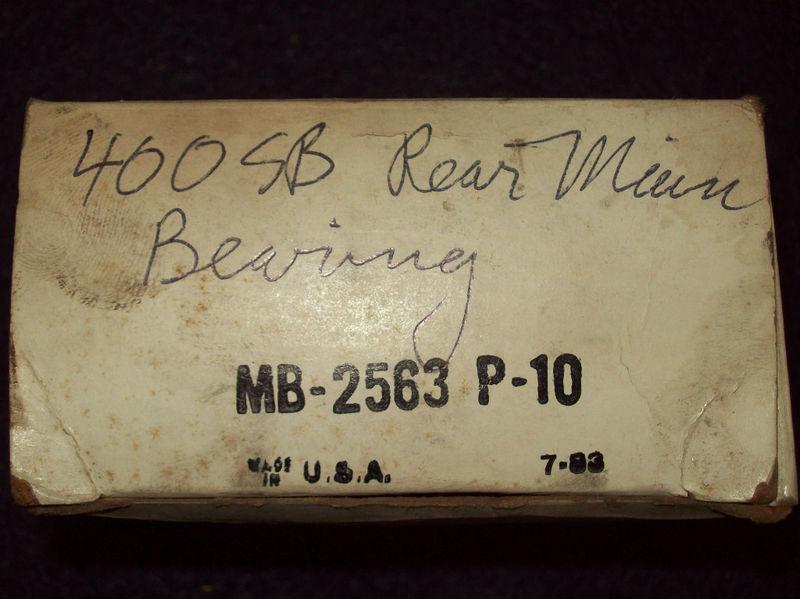 400 SB Rear Main
Bearing
MB-2563 P-10
MADE IN U.S.A. 7-83